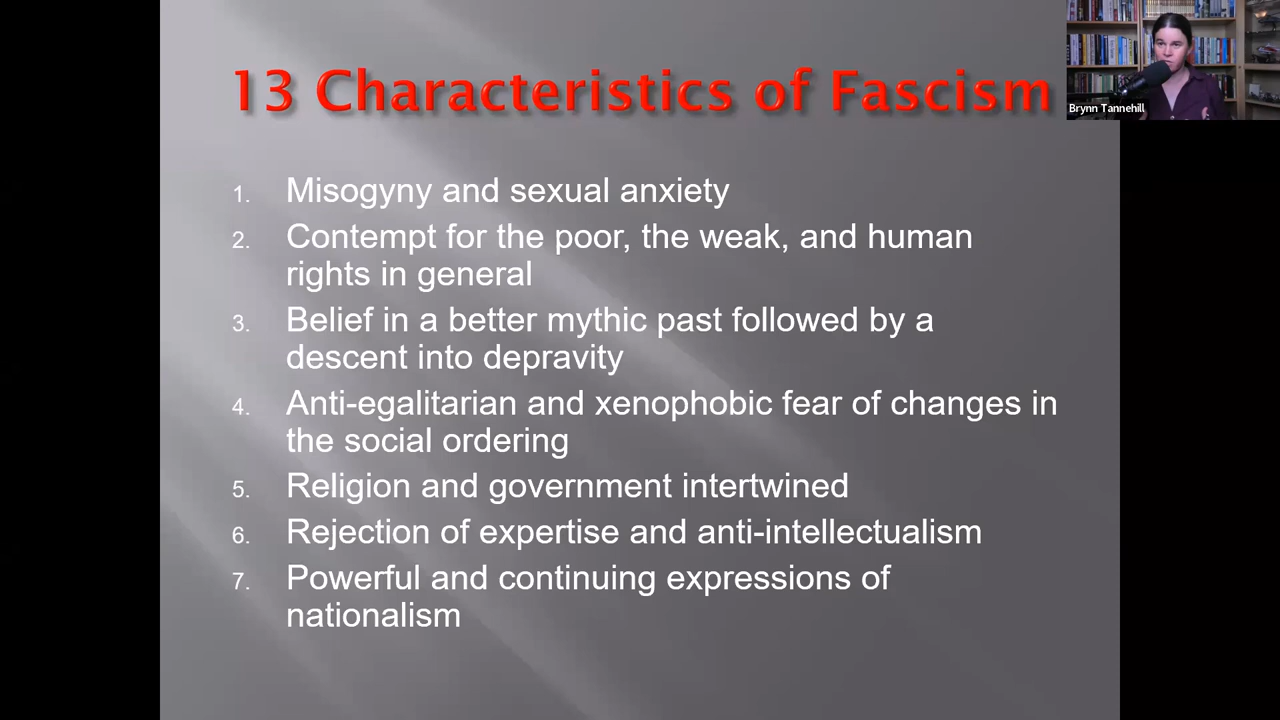 13 Characteristics of Fascism
Brynn Tannehill
1. Misogyny and sexual anxiety
2. Contempt for the poor, the weak, and human
rights in general
3. Belief in a better mythic past followed by a
descent into depravity
4. Anti-egalitarian and xenophobic fear of changes in
the social ordering
5. Religion and government intertwined
6. Rejection of expertise and anti-intellectualism
7. Powerful and continuing expressions of
nationalism